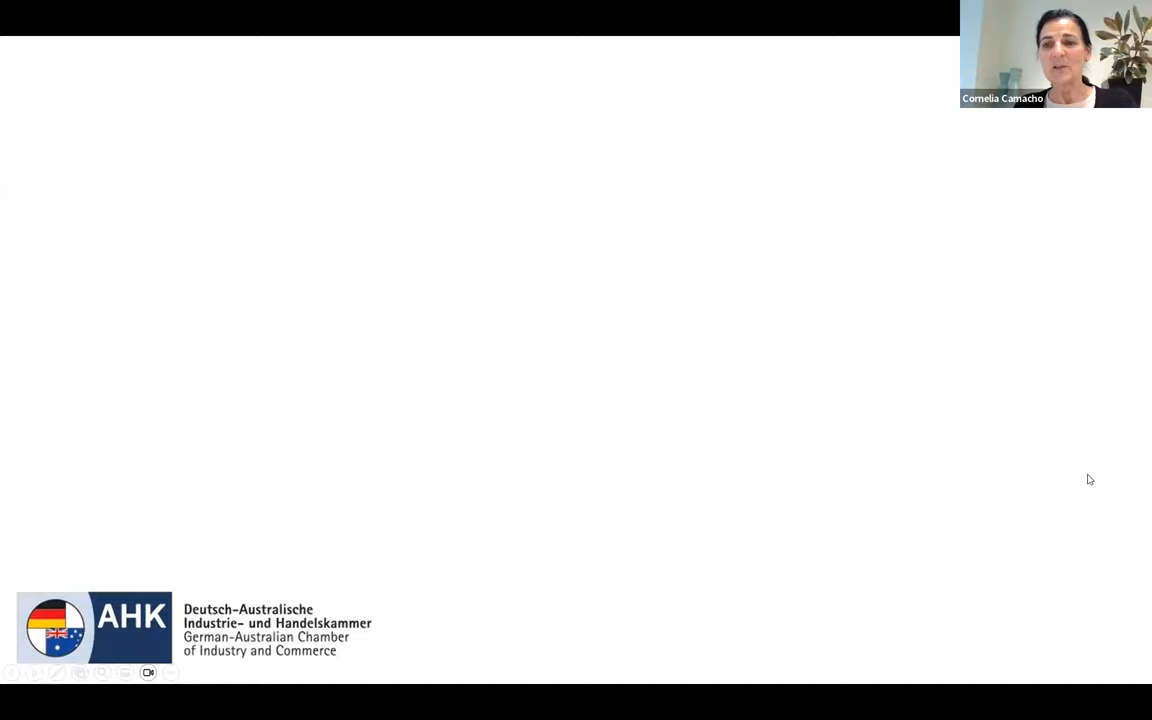 Cornelia Camacho
AHK
Deutsch-Australische
Industrie- und Handelskammer
German-Australian Chamber
of Industry and Commerce